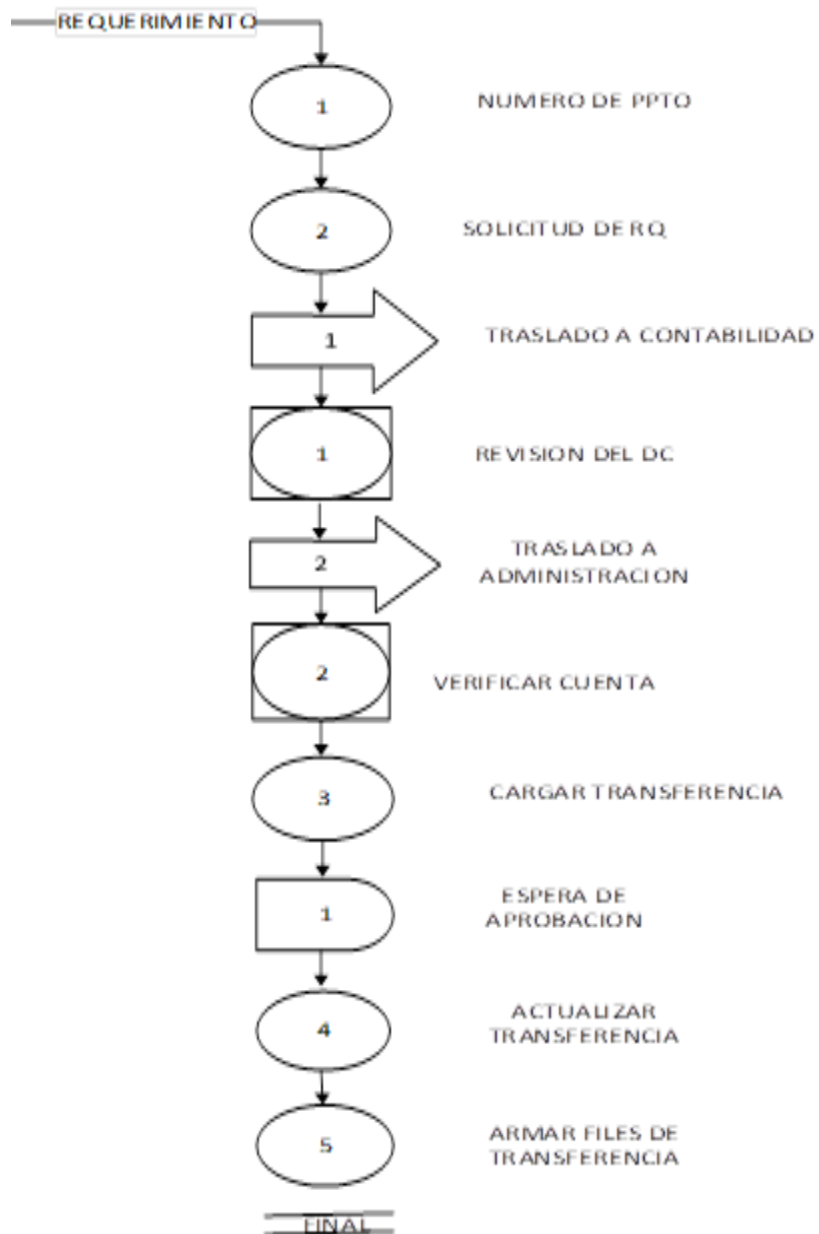 REQUERIMIENTO
1
NUMERO DE PPTO
2
SOLICITUD DE RQ
1
TRASLADO A CONTABILIDAD
1
REVISION DEL DC
2
TRASLADO A
ADMINISTRACION
2
VERIFICAR CUENTA
3
CARGAR TRANSFERENCIA
1
ESPERA DE
APROBACION
4
ACTUALIZAR
TRANSFERENCIA
5
ARMAR FILES DE
TRANSFERENCIA
FINAL